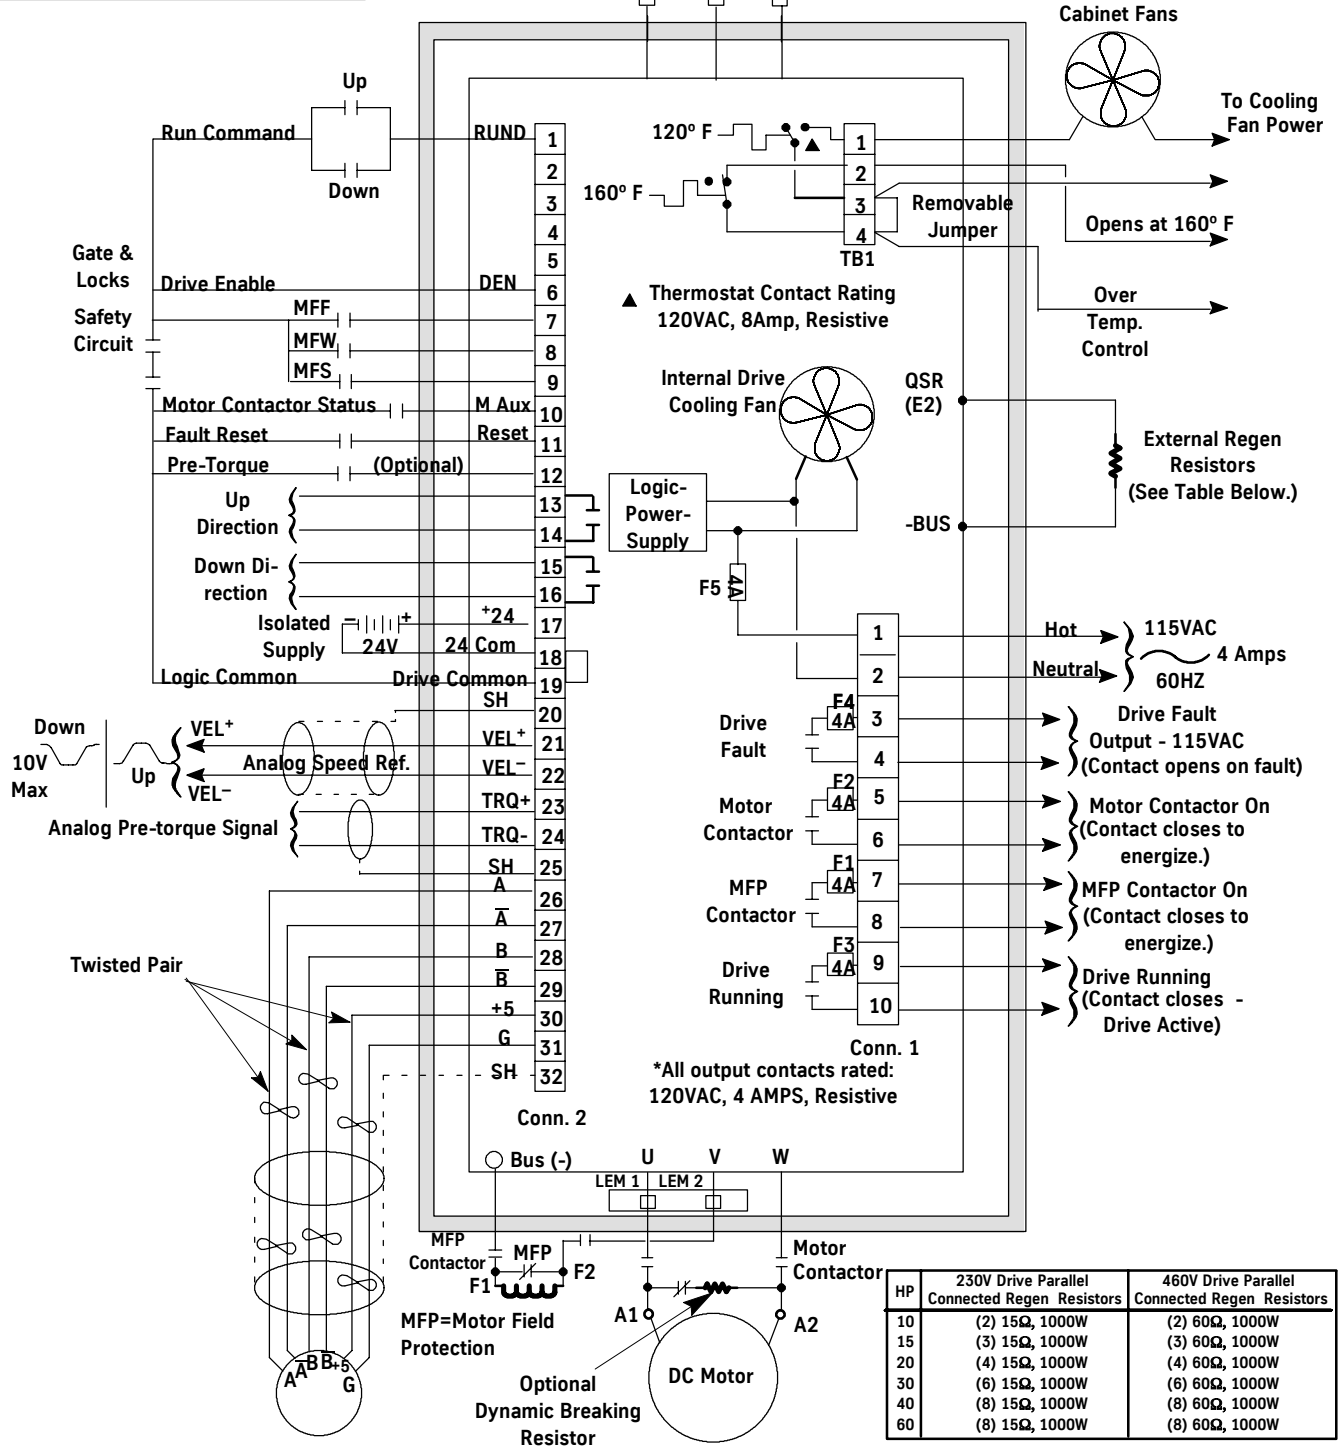 Cabinet Fans
To Cooling
Fan Power
Up
Run Command
Down
RUND
1
2
3
4
5
6
7
8
9
10
11
12
13
14
15
16
17
18
19
20
21
22
23
24
25
26
27
28
29
30
31
32
Conn. 2
120º F
160º F
1
2
3
4
TB1
Removable
Jumper
Opens at 160º F
Over
Temp.
Control
▲ Thermostat Contact Rating
120VAC, 8Amp, Resistive
Gate &
Locks
Safety
Circuit
Drive Enable
DEN
MFF
MFW
MFS
Motor Contactor Status
M Aux
Fault Reset
Reset
Pre-Torque
(Optional)
Up
Direction
Down Di-
rection
Isolated
Supply
- +
24V
+24
24 Com
Logic Common
Drive Common
SH
Down
10V
Max
Up
VEL+
VEL-
Analog Speed Ref.
VEL+
VEL-
Analog Pre-torque Signal
TRQ+
TRQ-
SH
A
A̅
B
B̅
+5
G
SH
Twisted Pair
A
A̅
B
B̅
+5
G
Internal Drive
Cooling Fan
Logic-
Power-
Supply
F5
4A
QSR
(E2)
-BUS
External Regen
Resistors
(See Table Below.)
1
2
3
4
5
6
7
8
9
10
Conn. 1
Hot
Neutral
115VAC
4 Amps
60HZ
Drive
Fault
F4
4A
Drive Fault
Output - 115VAC
(Contact opens on fault)
Motor
Contactor
F2
4A
Motor Contactor On
(Contact closes to
energize.)
MFP
Contactor
F1
4A
MFP Contactor On
(Contact closes to
energize.)
Drive
Running
F3
4A
Drive Running
(Contact closes -
Drive Active)
*All output contacts rated:
120VAC, 4 AMPS, Resistive
Bus (-)
U
V
W
LEM 1
LEM 2
MFP
Contactor
MFP
F1
F2
MFP=Motor Field
Protection
Motor
Contactor
A1
A2
DC Motor
Optional
Dynamic Breaking
Resistor
HP 230V Drive Parallel Connected Regen Resistors 460V Drive Parallel Connected Regen Resistors
10 (2) 15Ω, 1000W (2) 60Ω, 1000W
15 (3) 15Ω, 1000W (3) 60Ω, 1000W
20 (4) 15Ω, 1000W (4) 60Ω, 1000W
30 (6) 15Ω, 1000W (6) 60Ω, 1000W
40 (8) 15Ω, 1000W (8) 60Ω, 1000W
60 (8) 15Ω, 1000W (8) 60Ω, 1000W